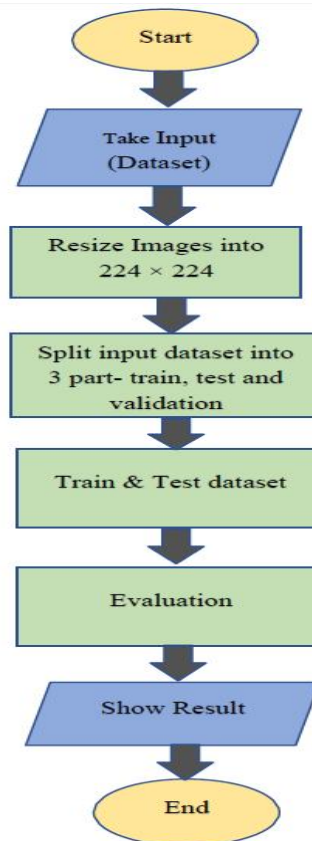 Start
Take Input
(Dataset)
Resize Images into
224 × 224
Split input dataset into
3 part- train, test and
validation
Train & Test dataset
Evaluation
Show Result
End